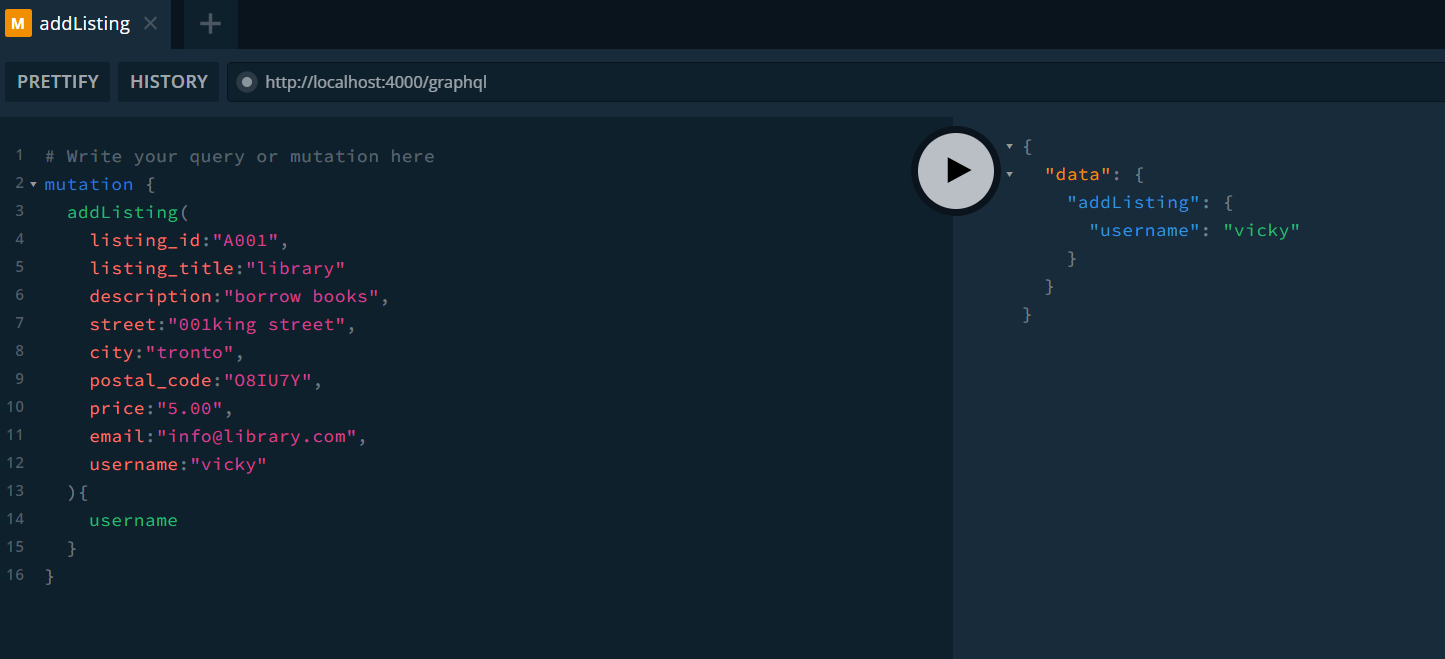 M addListing
PRETTIFY HISTORY http://localhost:4000/graphql
1 # Write your query or mutation here
2 mutation {
3 addListing(
4 listing_id:"A001",
5 listing_title:"library"
6 description:"borrow books",
7 street:"001king street",
8 city:"tronto",
9 postal_code:"O8IU7Y",
10 price:"5.00",
11 email:"info@library.com",
12 username:"vicky"
13 ){
14 username
15 }
16 }
{
"data": {
"addListing": {
"username": "vicky"
}
}
}